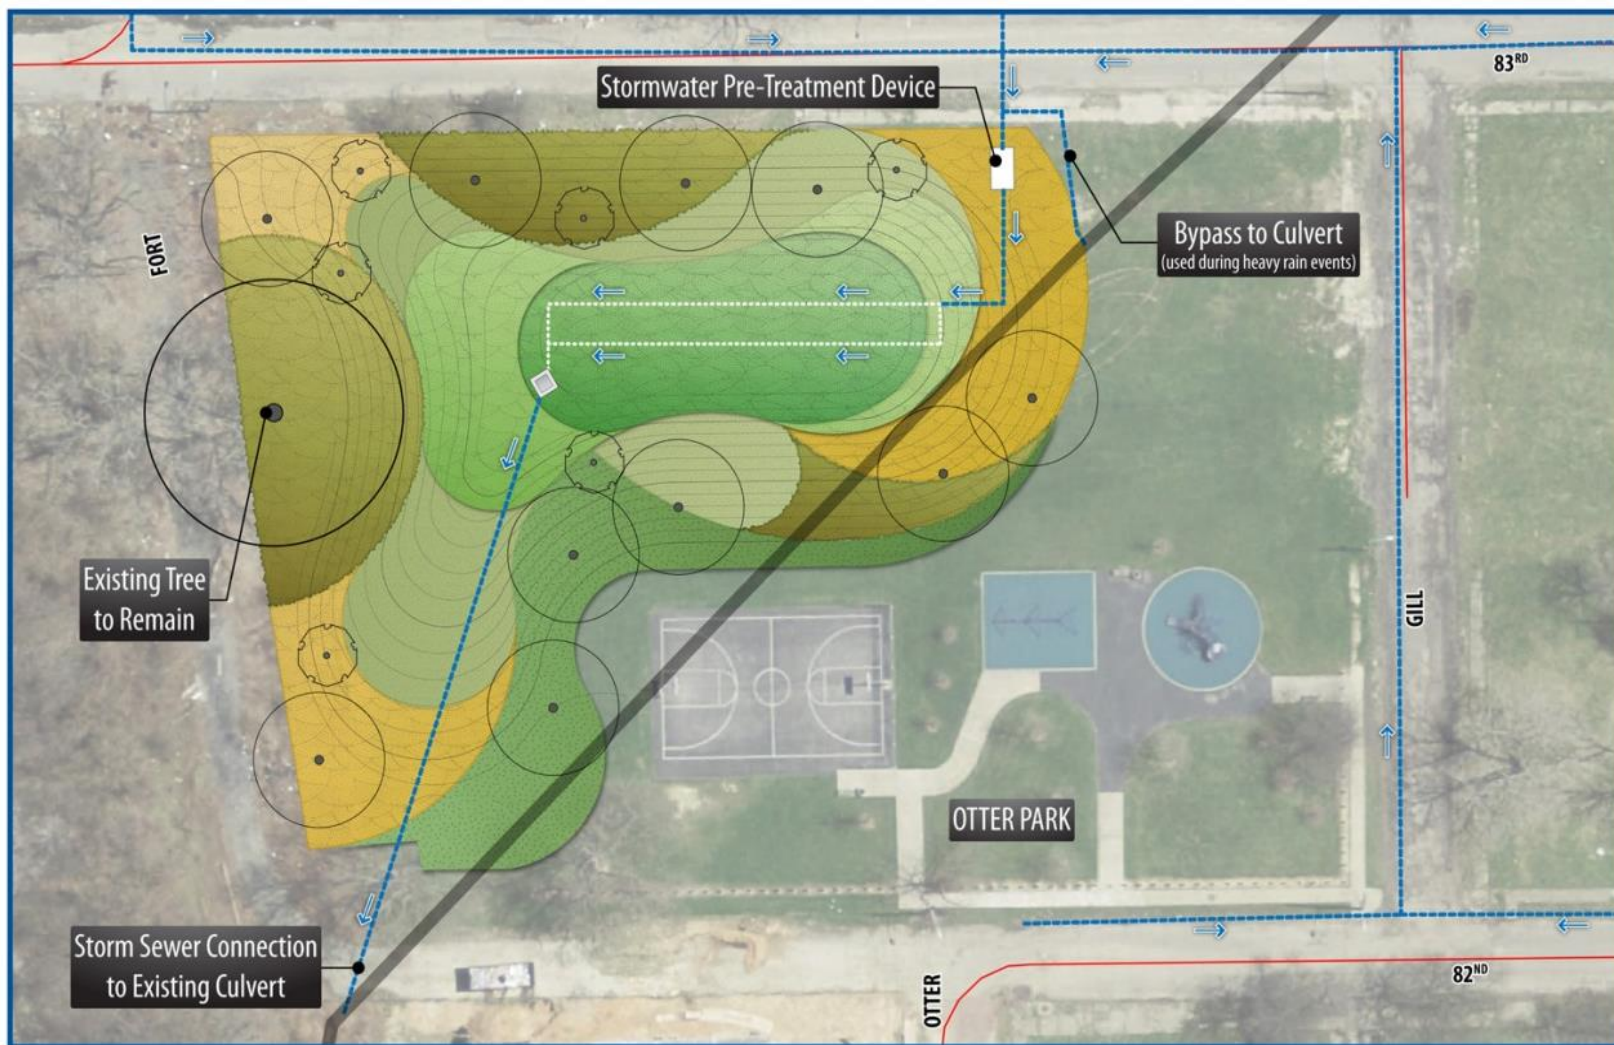 83RD
Stormwater Pre-Treatment Device
FORT
Bypass to Culvert
(used during heavy rain events)
Existing Tree
to Remain
GILL
OTTER PARK
Storm Sewer Connection
to Existing Culvert
OTTER
82ND